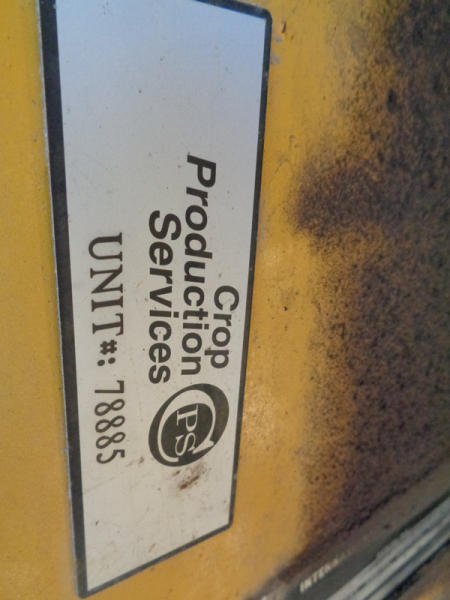 Crop
Production
Services
CPS
UNIT#: 78885